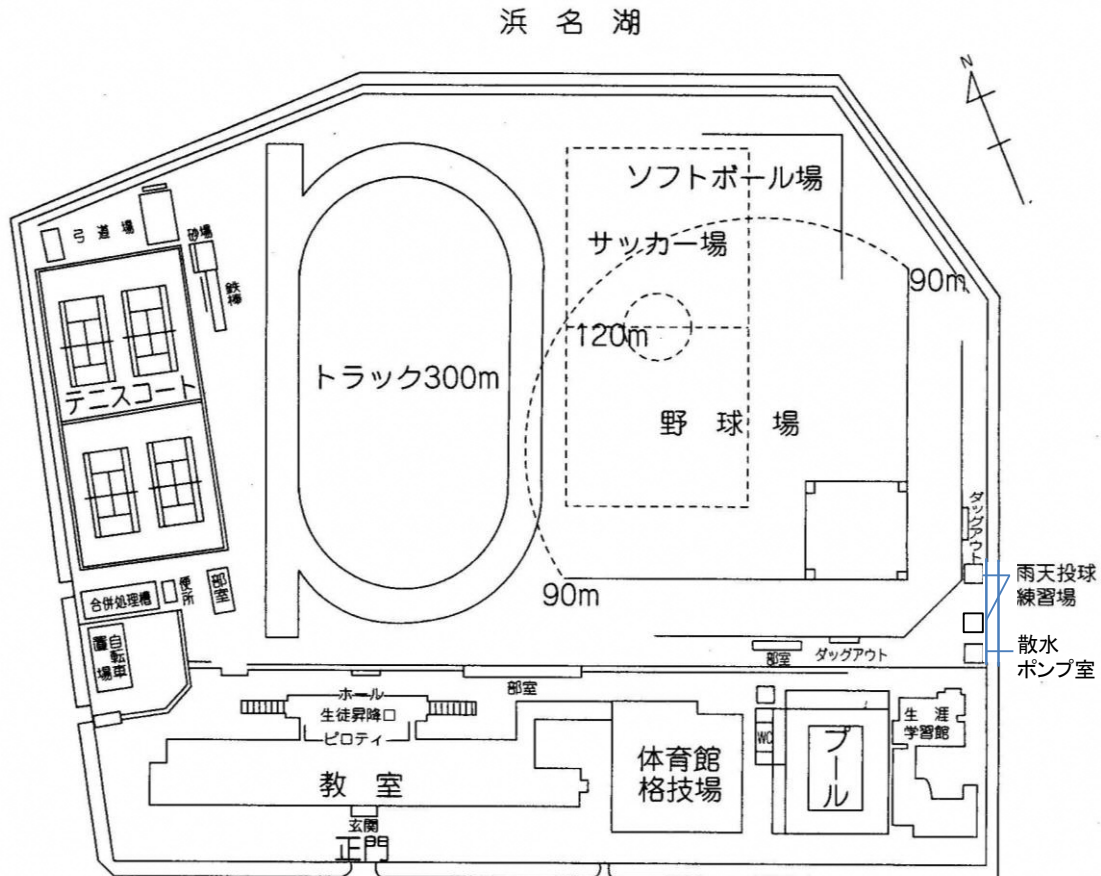 浜名湖
N
ソフトボール場
弓道場
砂場
サッカー場
鉄棒
90m
120m
トラック300m
テニスコート
野球場
ダッグアウト
雨天投球
練習場
90m
便所
部室
合併処理槽
自転車
置場
散水
ポンプ室
部室
ダッグアウト
部室
ホール
生徒昇降口
ピロティ
生涯
学習館
WC
プール
体育館
格技場
教室
玄関
正門